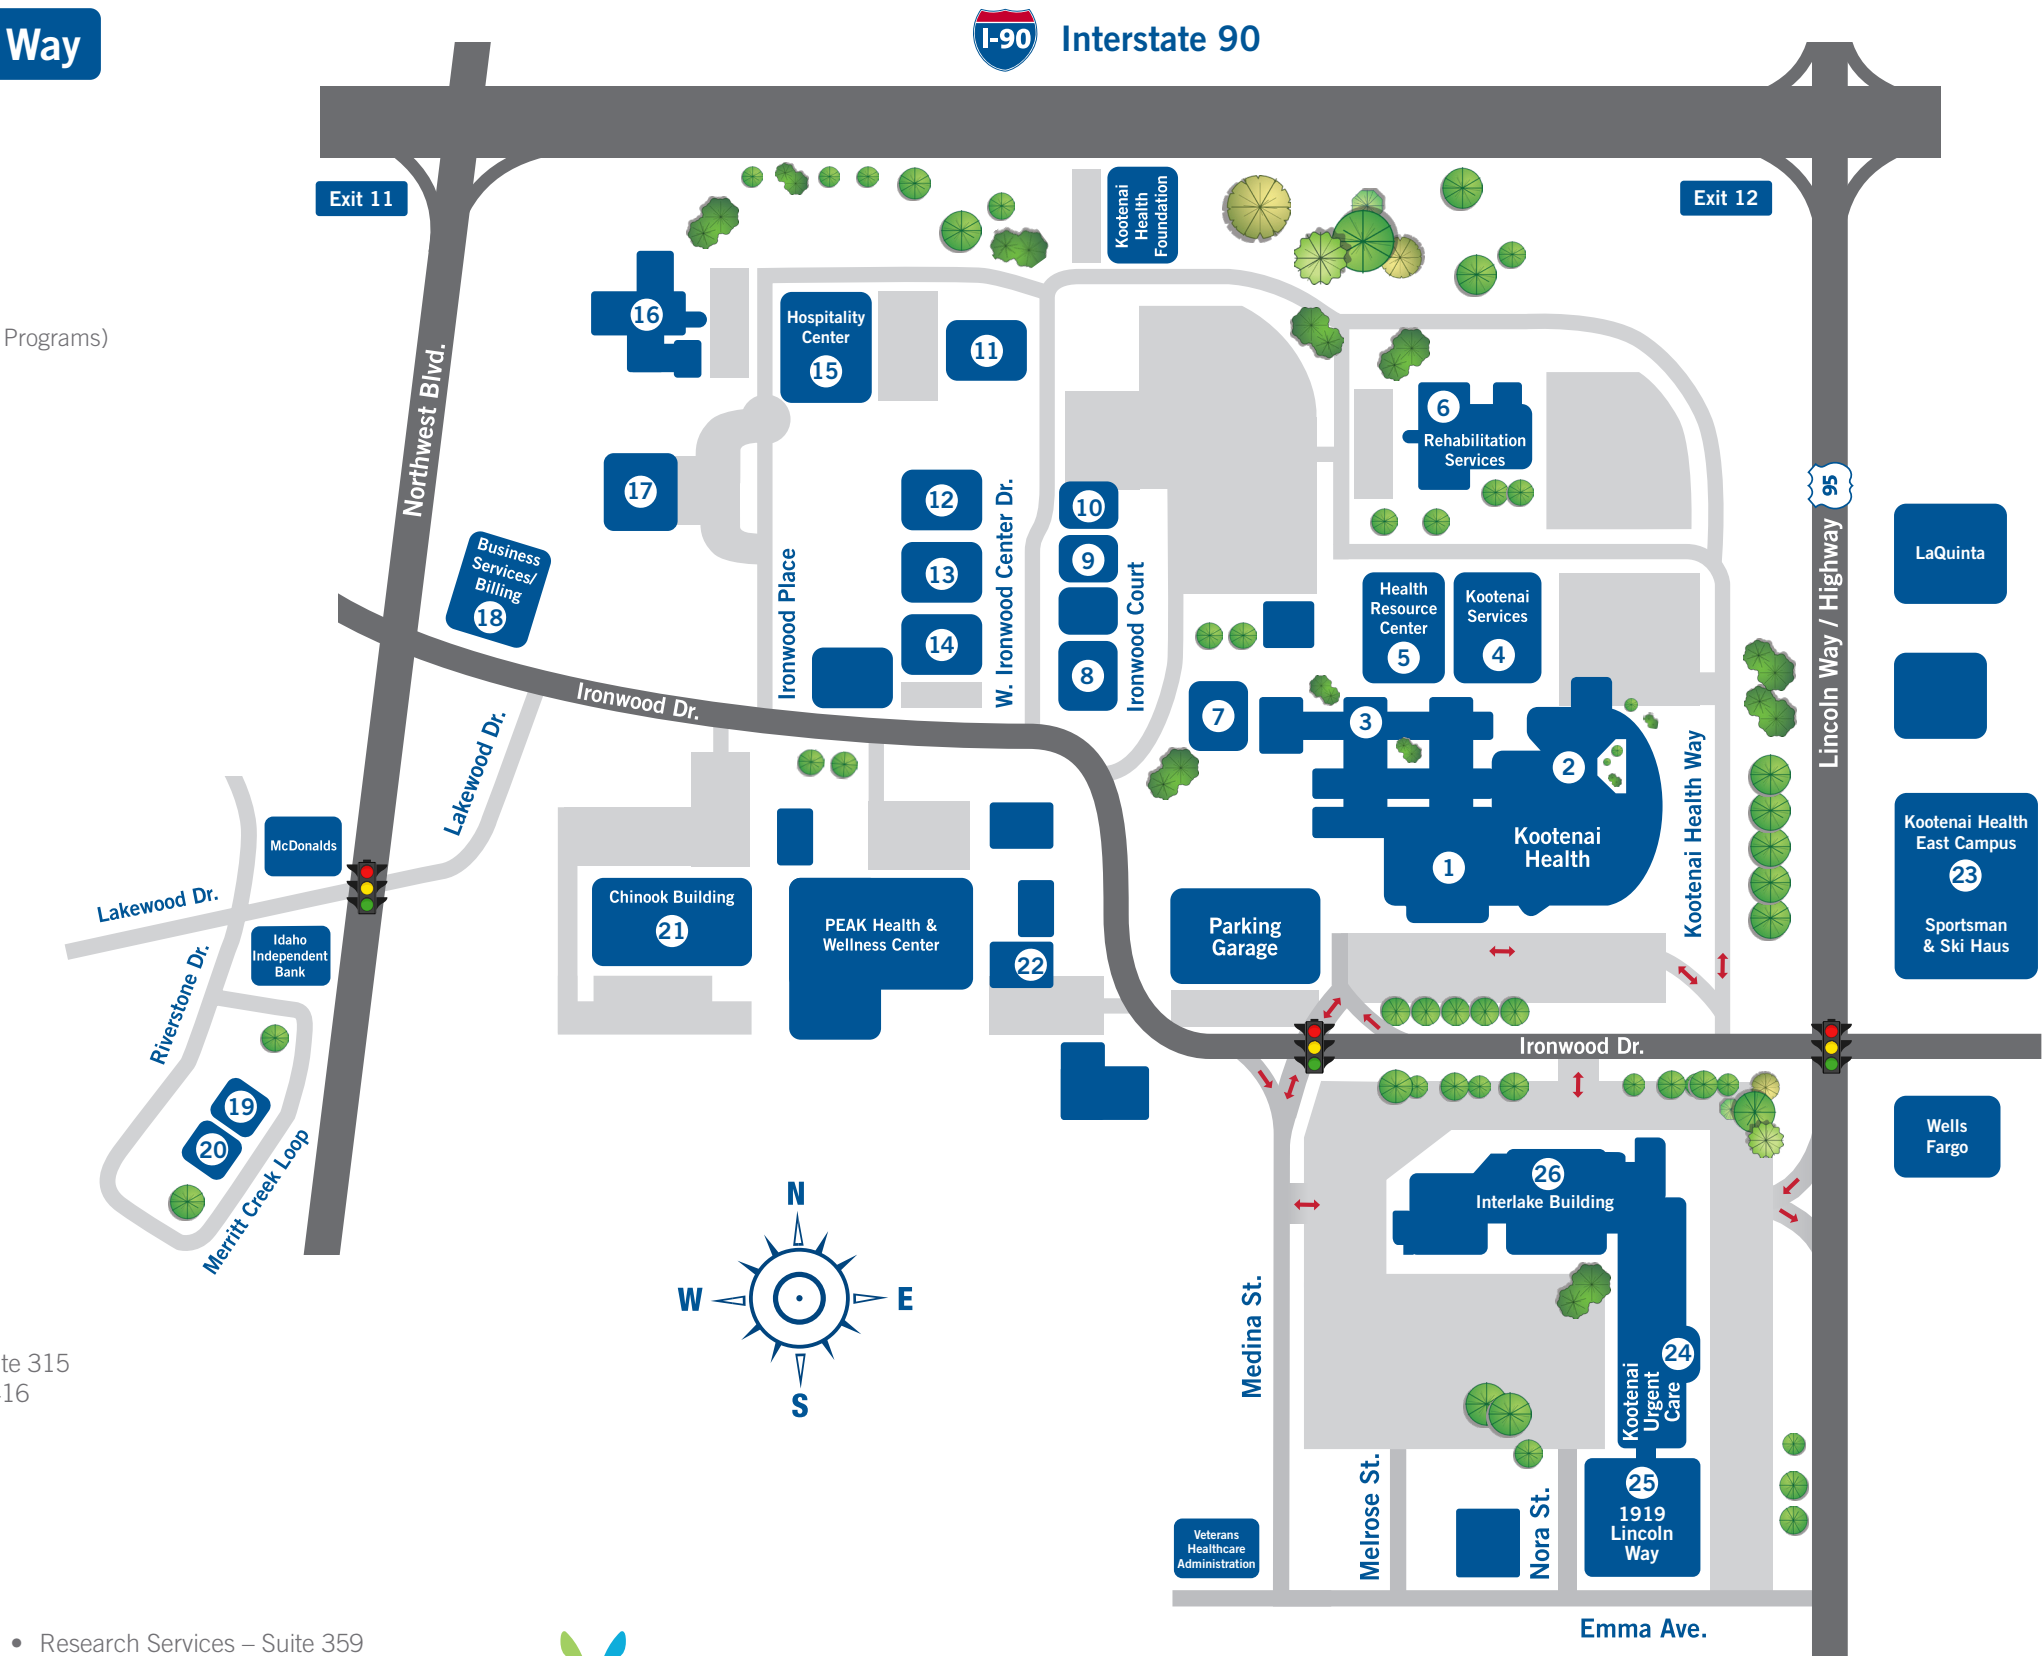 Way
I-90
Interstate 90
Exit 11
Exit 12
Kootenai
Health
Foundation
Programs)
16
Hospitality
Center
15
11
6
Rehabilitation
Services
Northwest Blvd.
17
12
13
14
W. Ironwood Center Dr.
10
9
8
Ironwood Court
Ironwood Place
95
Lincoln Way / Highway
LaQuinta
Business
Services/
Billing
18
Health
Resource
Center
5
Kootenai
Services
4
Ironwood Dr.
Lakewood Dr.
7
3
2
Kootenai
Health
1
Kootenai Health Way
McDonalds
Lakewood Dr.
Idaho
Independent
Bank
Riverstone Dr.
Chinook Building
21
PEAK Health &
Wellness Center
22
Parking
Garage
Kootenai Health
East Campus
23
Sportsman
& Ski Haus
Ironwood Dr.
19
20
Merritt Creek Loop
Wells
Fargo
26
Interlake Building
N
W
E
S
Medina St.
24
Kootenai
Urgent
Care
te 315
16
Melrose St.
Nora St.
25
1919
Lincoln
Way
Veterans
Healthcare
Administration
Emma Ave.
• Research Services – Suite 359